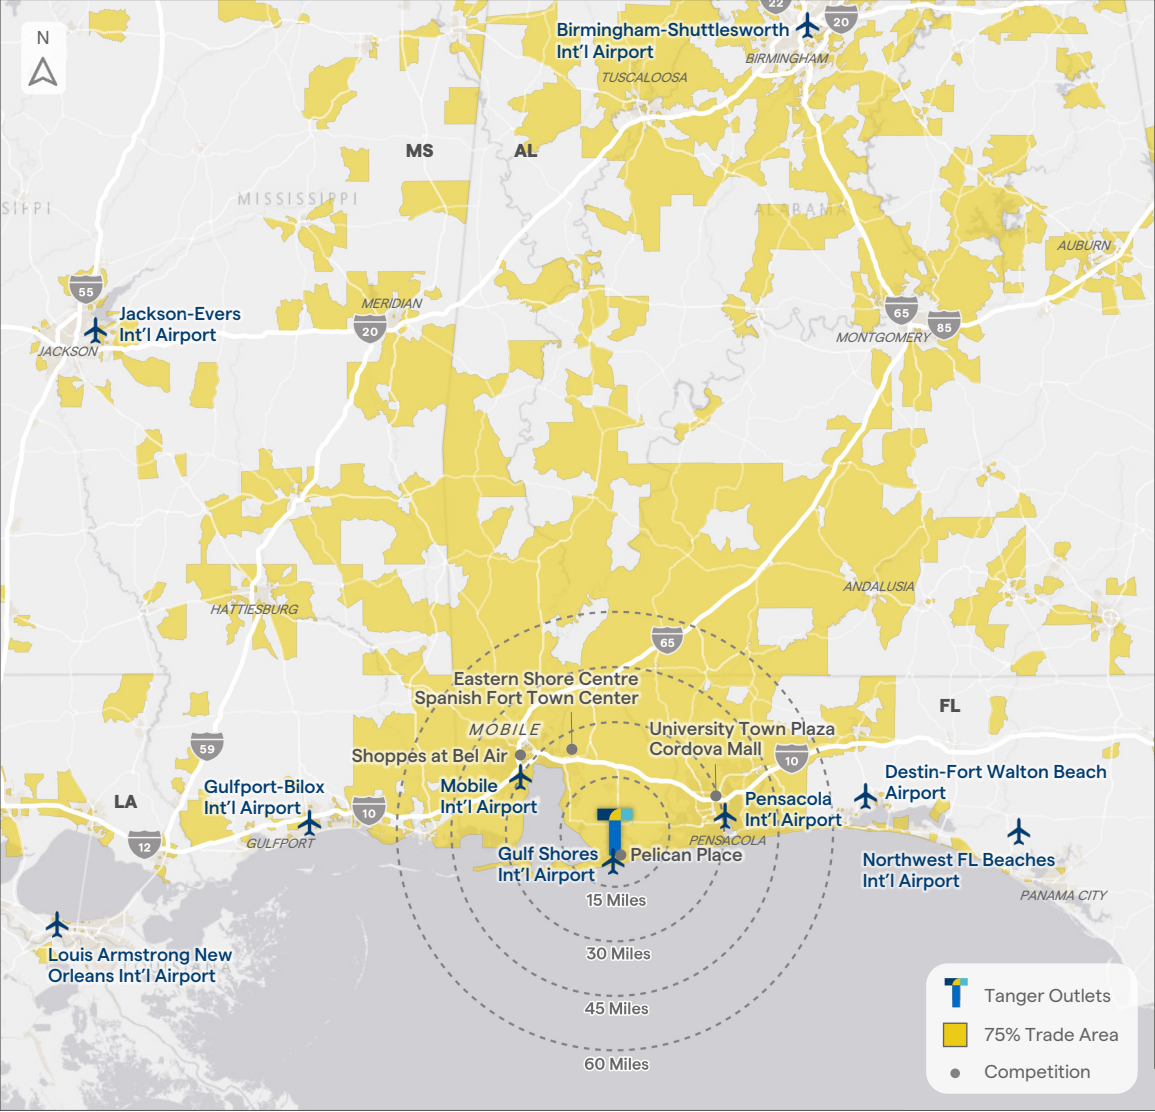 N
22
20
Birmingham-Shuttlesworth
Int'l Airport
BIRMINGHAM
TUSCALOOSA
MS
AL
MISSISSIPPI
SIPPI
ALABAMA
AUBURN
55
Jackson-Evers
Int'l Airport
JACKSON
MERIDIAN
20
65
85
MONTGOMERY
ANDALUSIA
HATTIESBURG
65
Eastern Shore Centre
Spanish Fort Town Center
FL
MOBILE
University Town Plaza
Cordova Mall
59
Shoppes at Bel Air
10
Destin-Fort Walton Beach
Airport
Gulfport-Bilox
Int'l Airport
LA
Mobile
Int'l Airport
Pensacola
Int'l Airport
10
12
GULFPORT
PENSACOLA
Gulf Shores
Int'l Airport
Pelican Place
Northwest FL Beaches
Int'l Airport
PANAMA CITY
15 Miles
Louis Armstrong New
Orleans Int'l Airport
30 Miles
45 Miles
60 Miles
Tanger Outlets
75% Trade Area
Competition